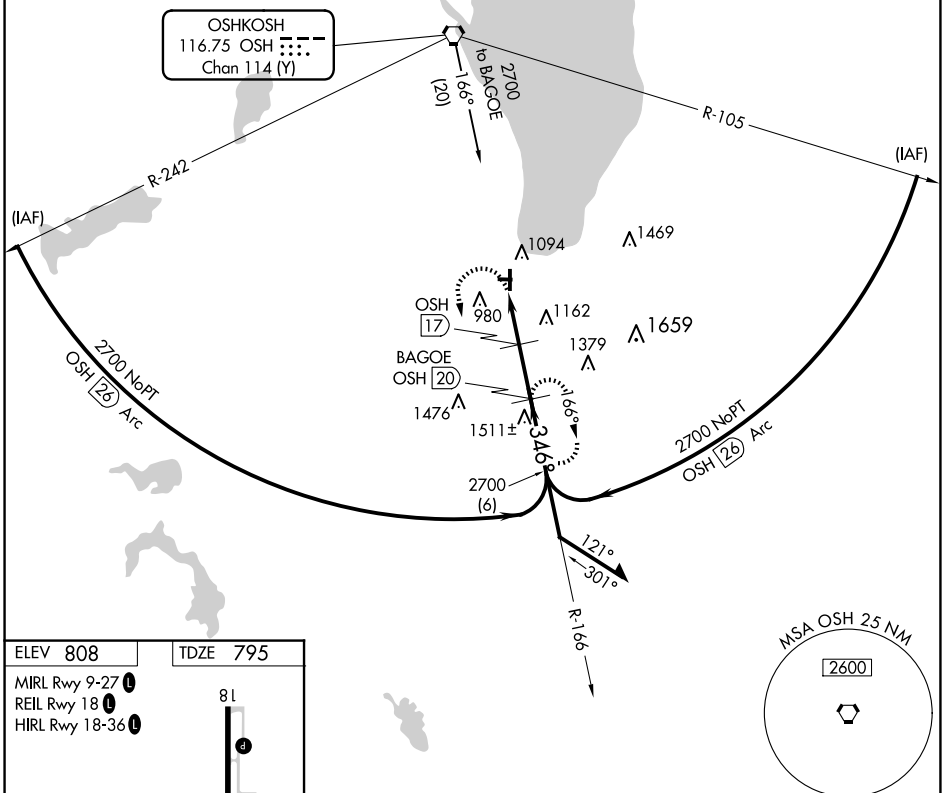 OSHKOSH
116.75 OSH
Chan 114 (Y)
2700
to BAGOE
166°
(20)
R-105
R-242
(IAF)
(IAF)
1094
1469
OSH
17
980
1162
1659
1379
BAGOE
OSH 20
1476
1511±
166°
346°
2700 NoPT
OSH 26 Arc
2700 NoPT
OSH 26 Arc
2700
(6)
121°
301°
R-166
MSA OSH 25 NM
2600
ELEV 808
TDZE 795
MIRL Rwy 9-27 L
REIL Rwy 18 L
HIRL Rwy 18-36 L
18
P